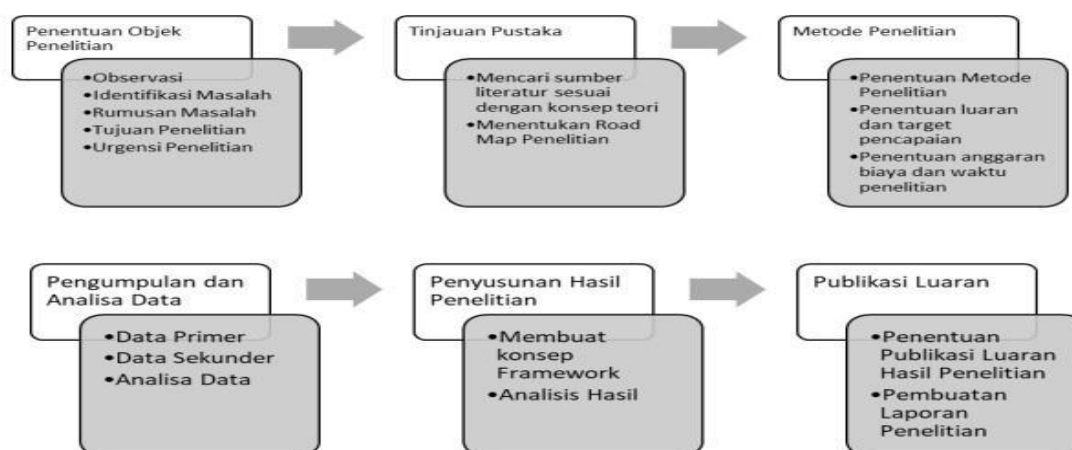 Penentuan Objek
Penelitian
•Observasi
•Identifikasi Masalah
•Rumusan Masalah
•Tujuan Penelitian
•Urgensi Penelitian
Tinjauan Pustaka
•Mencari sumber
literatur sesuai
dengan konsep teori
•Menentukan Road
Map Penelitian
Metode Penelitian
•Penentuan Metode
Penelitian
•Penentuan luaran
dan target
pencapaian
•Penentuan anggaran
biaya dan waktu
penelitian
Pengumpulan dan
Analisa Data
•Data Primer
•Data Sekunder
•Analisa Data
Penyusunan Hasil
Penelitian
•Membuat
konsep
Framework
•Analisis Hasil
Publikasi Luaran
•Penentuan
Publikasi Luaran
Hasil Penelitian
•Pembuatan
Laporan
Penelitian